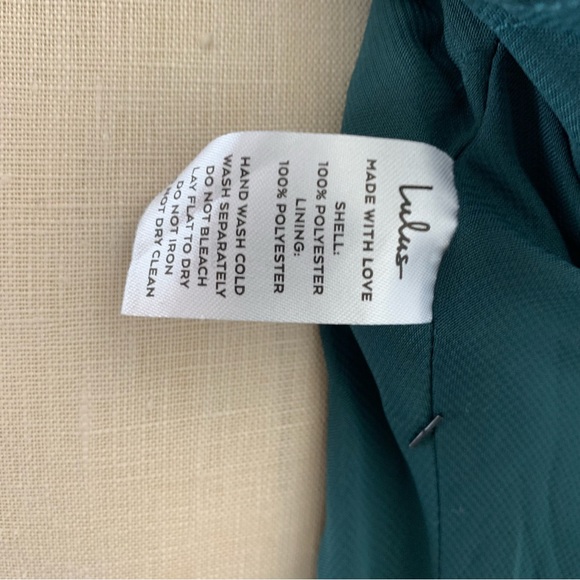 Lulus
MADE WITH LOVE
SHELL:
100% POLYESTER
LINING:
100% POLYESTER
HAND WASH COLD
WASH SEPARATELY
DO NOT BLEACH
LAY FLAT TO DRY
DO NOT IRON
NOT DRY CLEAN